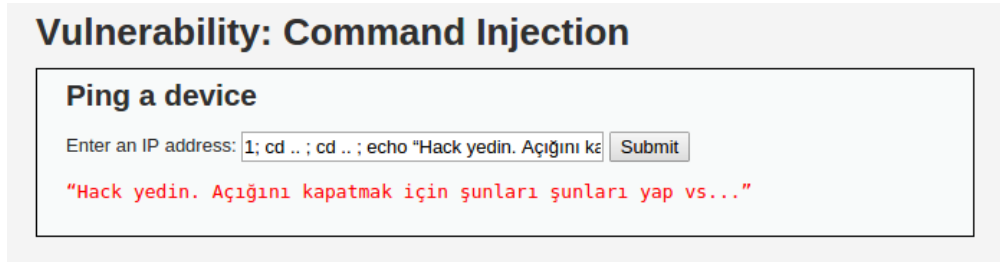 Vulnerability: Command Injection
Ping a device
Enter an IP address: 1; cd .. ; cd .. ; echo “Hack yedin. Açığını Submit
“Hack yedin. Açığını kapatmak için şunları şunları yap vs...”